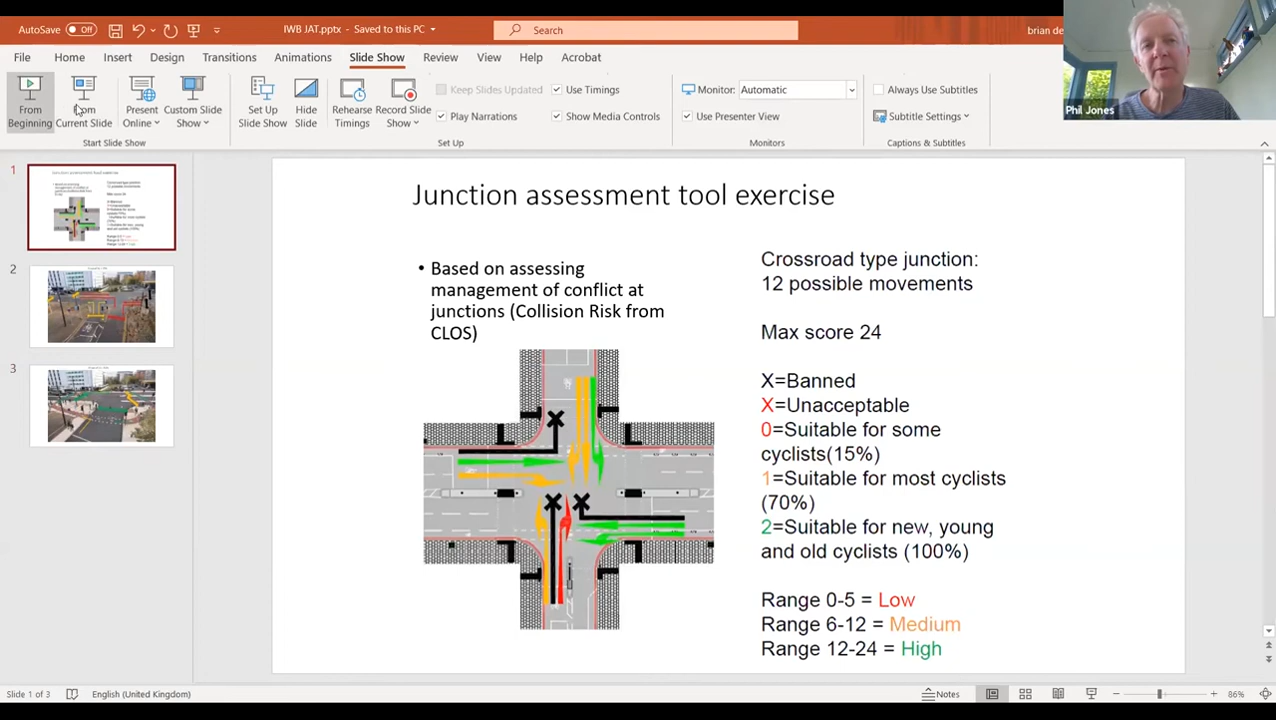 AutoSave Off
IWB JAT.pptx - Saved to this PC
Search
brian de
File Home Insert Design Transitions Animations Slide Show Review View Help Acrobat
From Beginning
From Current Slide
Present Online
Custom Slide Show
Start Slide Show
Set Up Slide Show
Hide Slide
Rehearse Timings
Record Slide Show
Keep Slides Updated
Play Narrations
Use Timings
Show Media Controls
Set Up
Monitor: Automatic
Use Presenter View
Monitors
Always Use Subtitles
Subtitle Settings
Captions & Subtitles
Phil Jones
1
2
3
Junction assessment tool exercise
• Based on assessing
management of conflict at
junctions (Collision Risk from
CLOS)
Crossroad type junction:
12 possible movements
Max score 24
X=Banned
X=Unacceptable
0=Suitable for some
cyclists(15%)
1=Suitable for most cyclists
(70%)
2=Suitable for new, young
and old cyclists (100%)
Range 0-5 = Low
Range 6-12 = Medium
Range 12-24 = High
Slide 1 of 3
English (United Kingdom)
Notes
86%